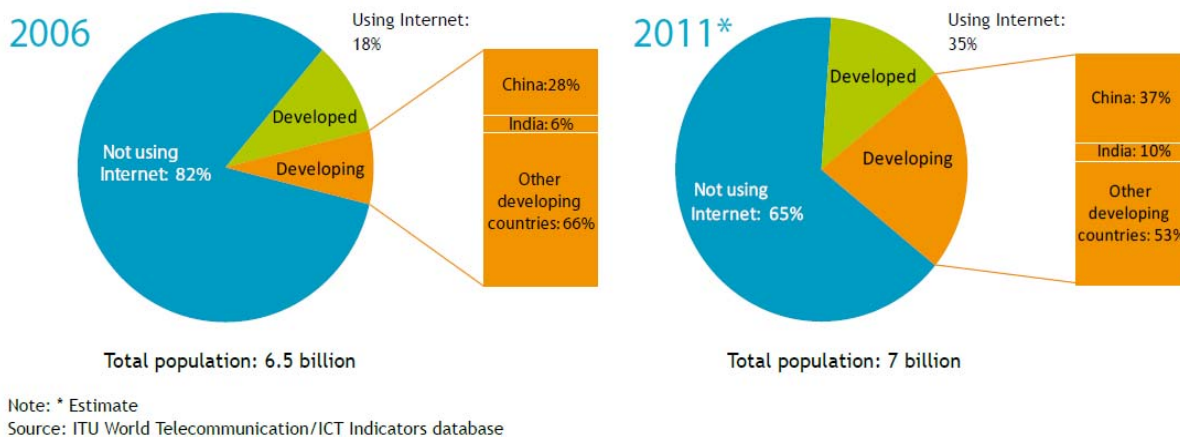 2006
Using Internet:
18%
Developed
Developing
Not using
Internet: 82%
China:28%
India: 6%
Other
developing
countries: 66%
Total population: 6.5 billion
2011*
Using Internet:
35%
Developed
Developing
Not using
Internet: 65%
China: 37%
India: 10%
Other
developing
countries: 53%
Total population: 7 billion
Note: * Estimate
Source: ITU World Telecommunication/ICT Indicators database